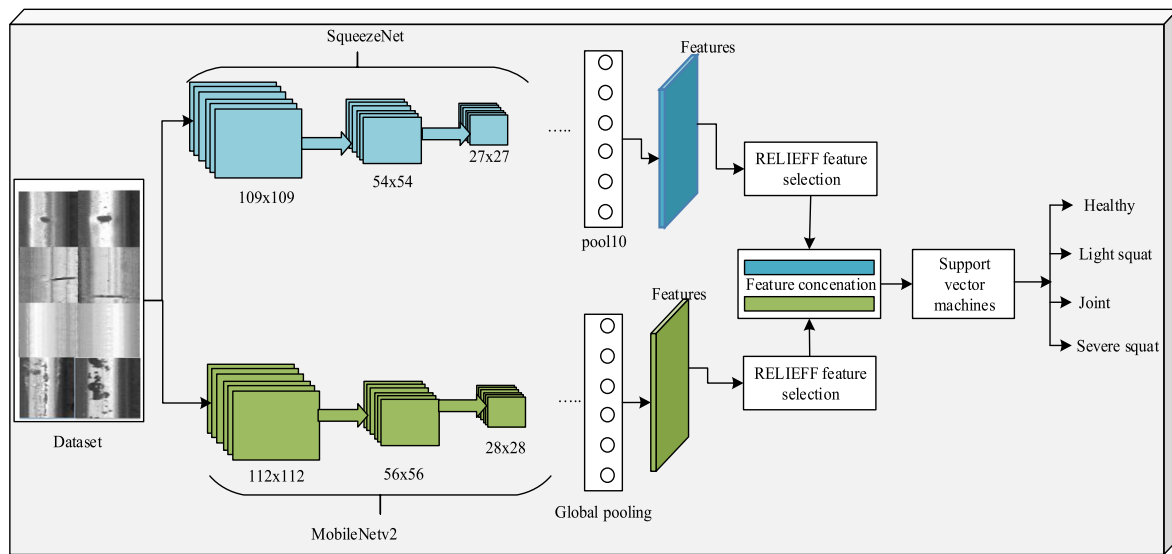 SqueezeNet
109x109
54x54
27x27
.....
pool10
Features
RELIEFF feature
selection
Dataset
Feature concenation
Support
vector
machines
Healthy
Light squat
Joint
Severe squat
112x112
56x56
28x28
.....
MobileNetv2
Global pooling
Features
RELIEFF feature
selection